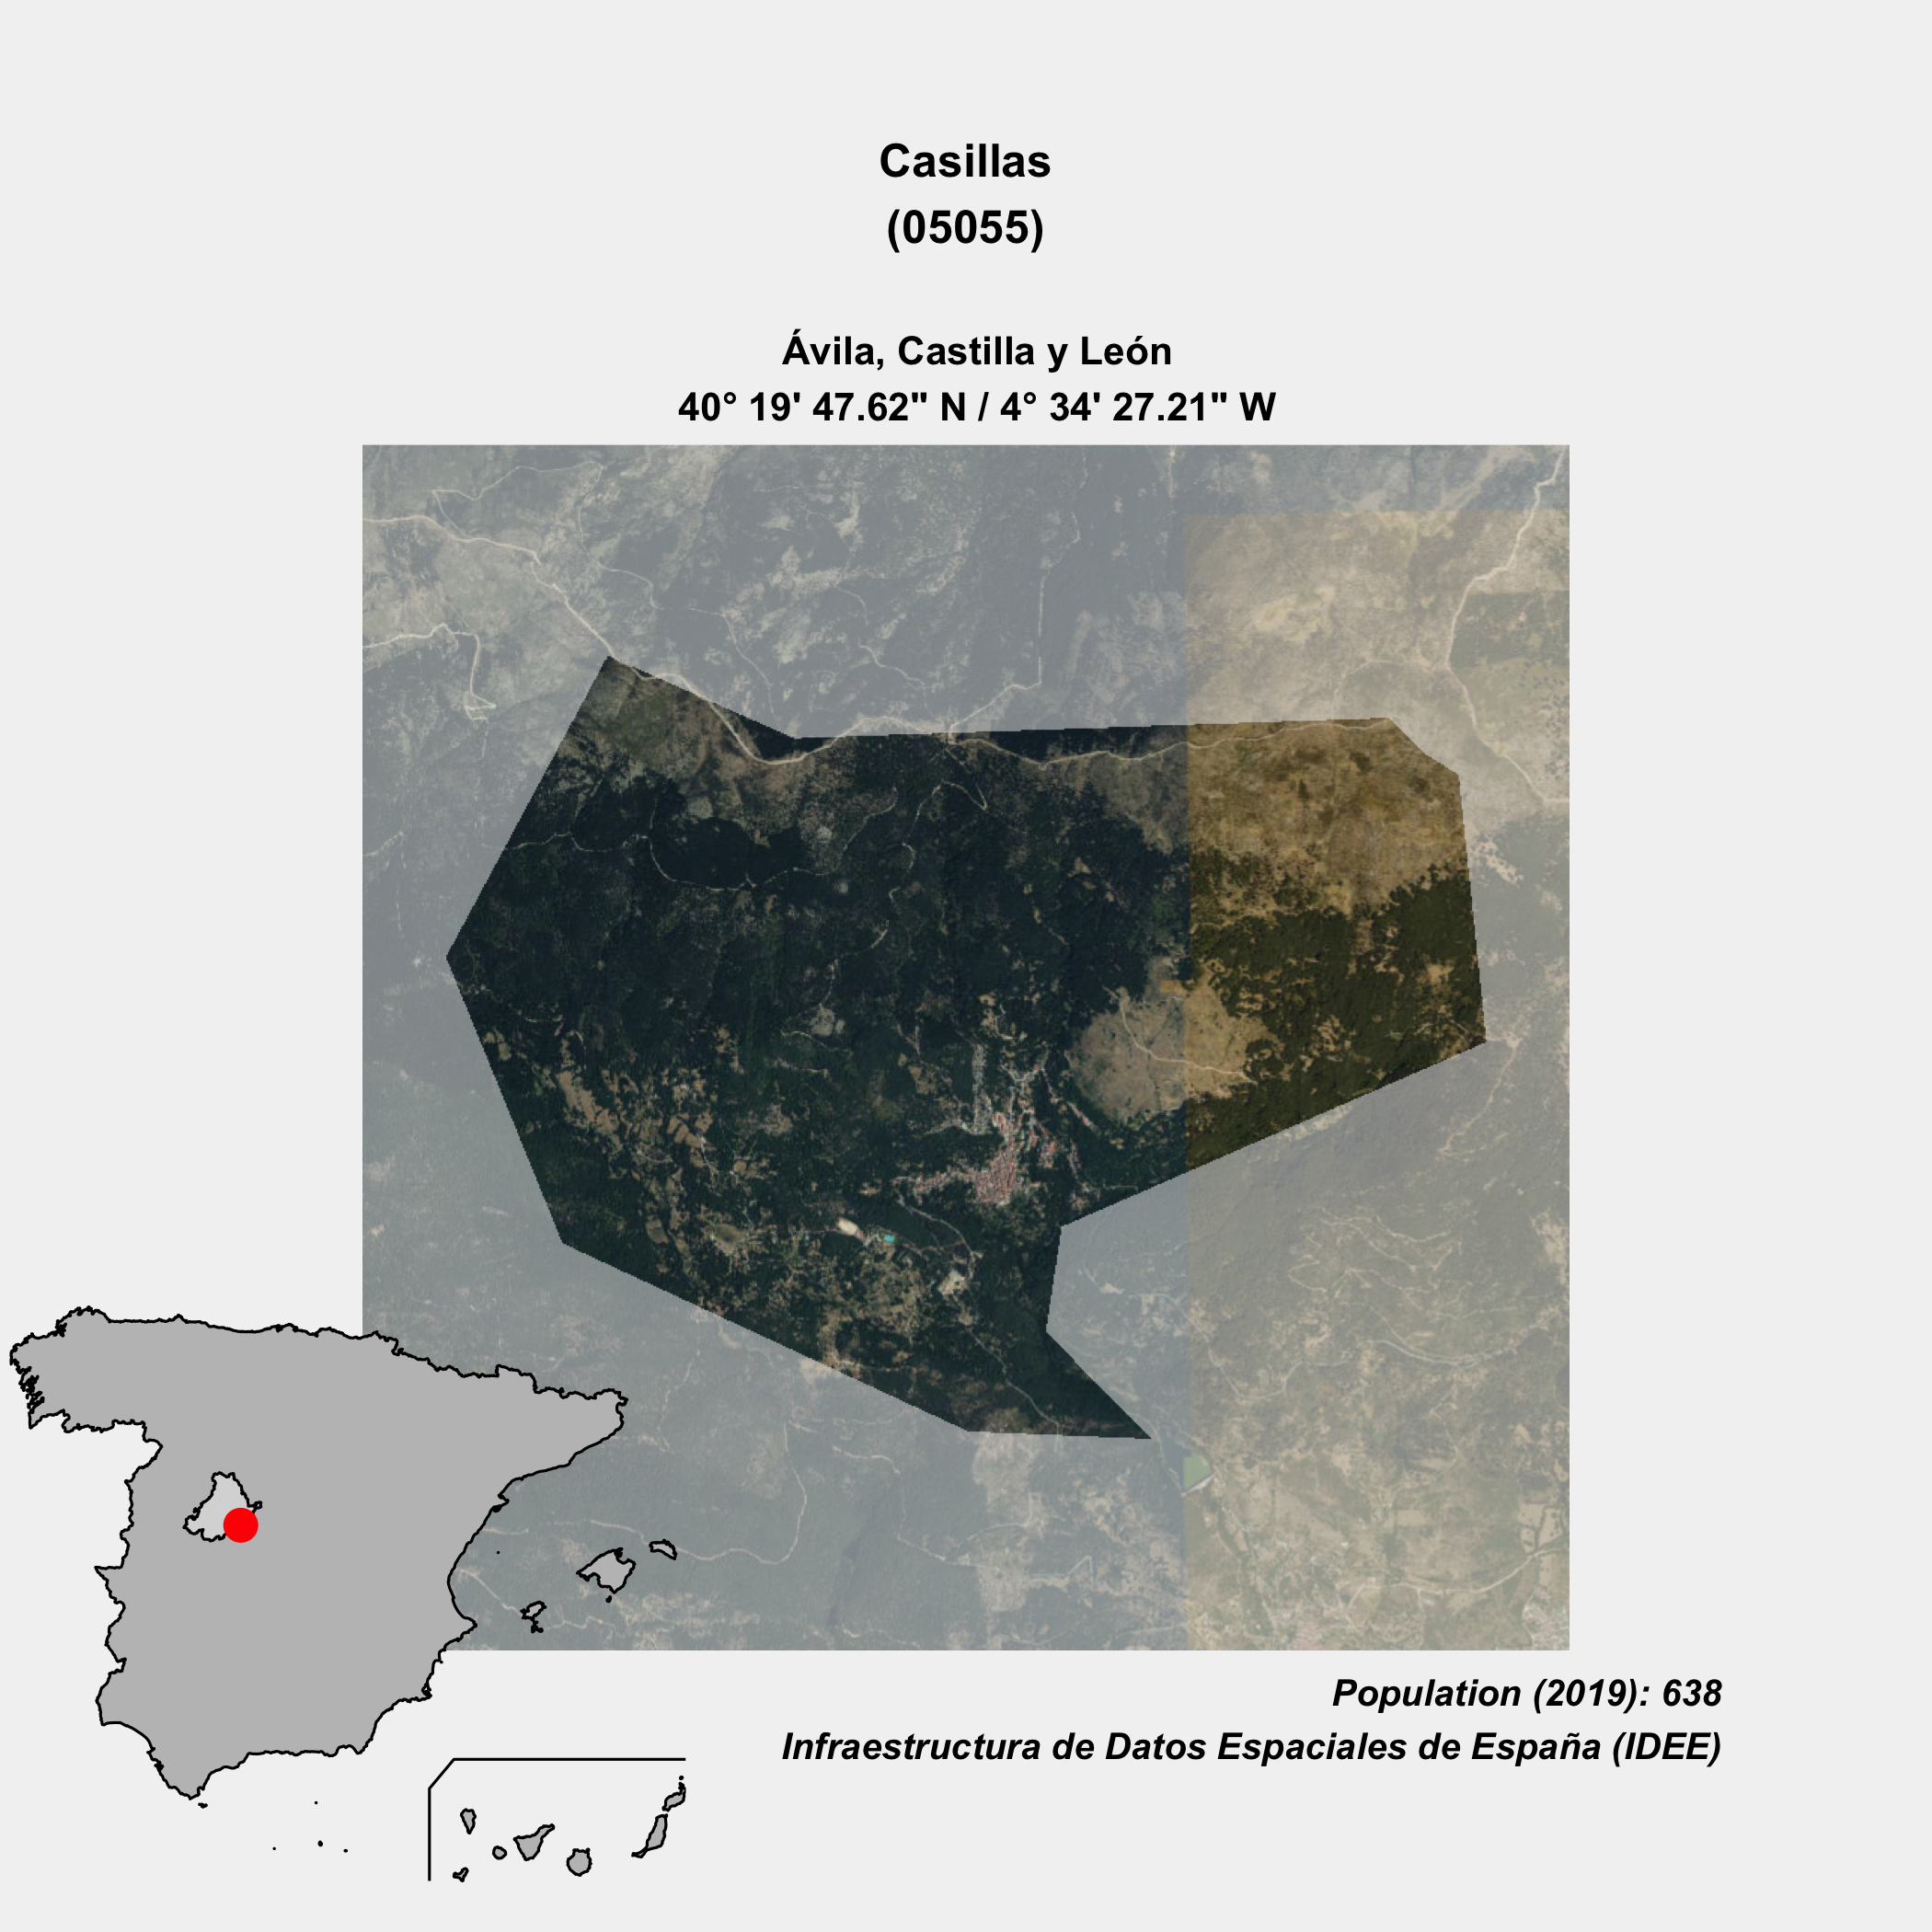 Casillas
(05055)
Ávila, Castilla y León
40° 19' 47.62" N / 4° 34' 27.21" W
Population (2019): 638
Infraestructura de Datos Espaciales de España (IDEE)